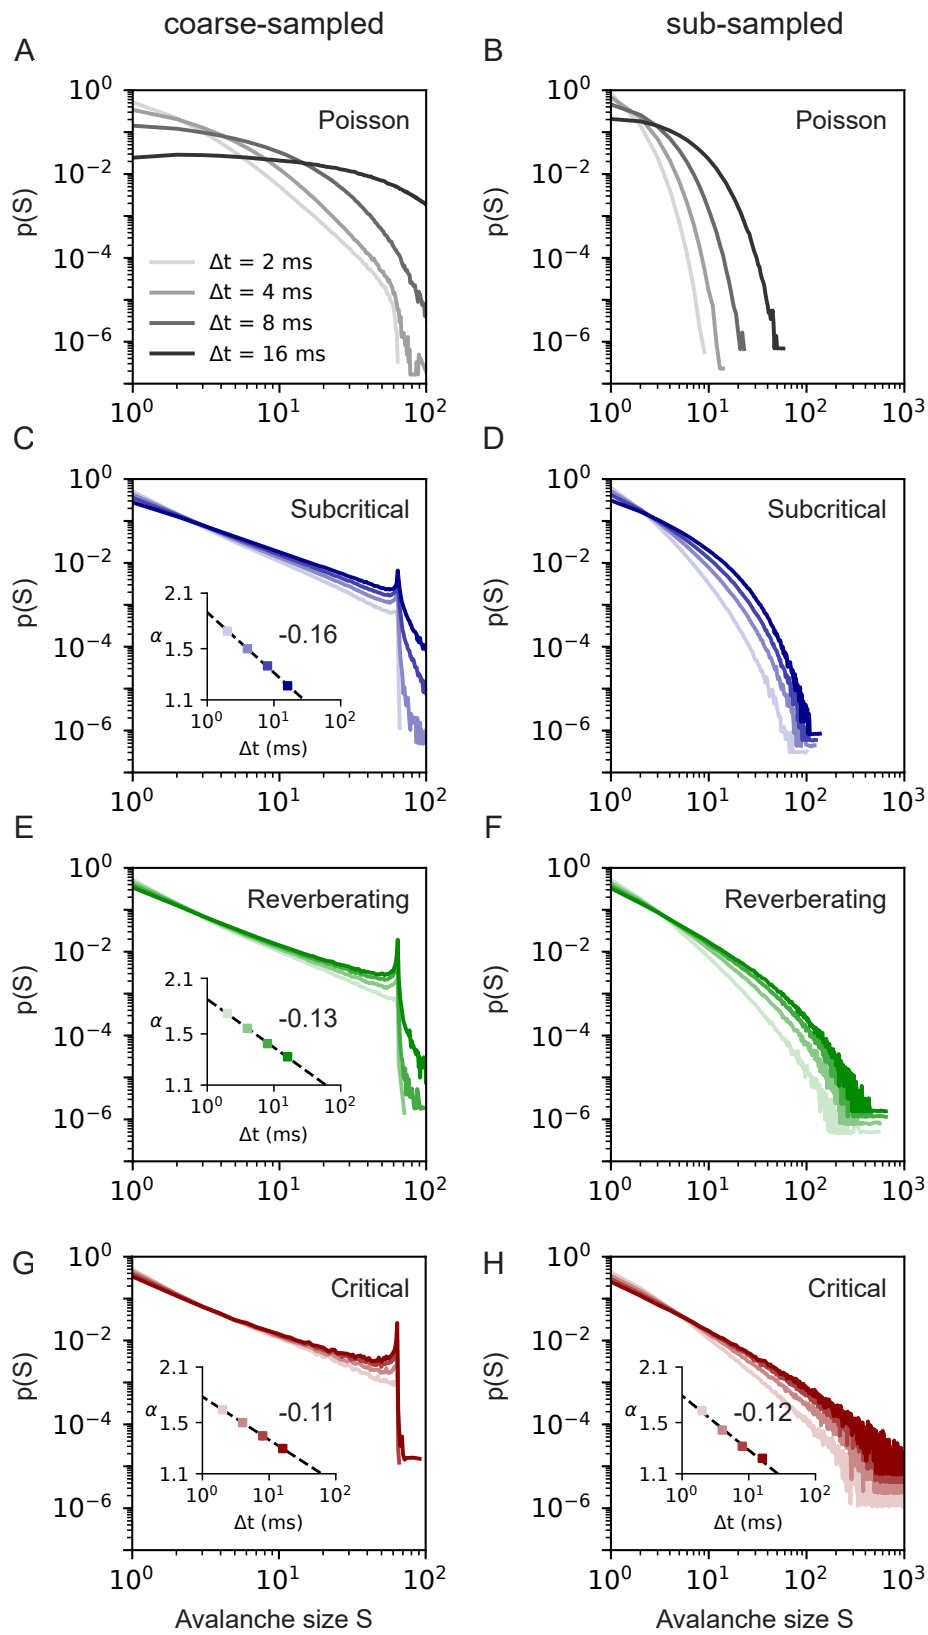 coarse-sampled
sub-sampled
A
B
10^0
10^-2
10^-4
10^-6
p(S)
Poisson
Δt = 2 ms
Δt = 4 ms
Δt = 8 ms
Δt = 16 ms
10^0 10^1 10^2
10^0
10^-2
10^-4
10^-6
p(S)
Poisson
10^0 10^1 10^2 10^3
C
D
10^0
10^-2
10^-4
10^-6
p(S)
Subcritical
2.1
1.5
1.1
α
-0.16
10^0 10^1 10^2
Δt (ms)
10^0 10^1 10^2
10^0
10^-2
10^-4
10^-6
p(S)
Subcritical
10^0 10^1 10^2 10^3
E
F
10^0
10^-2
10^-4
10^-6
p(S)
Reverberating
2.1
1.5
1.1
α
-0.13
10^0 10^1 10^2
Δt (ms)
10^0 10^1 10^2
10^0
10^-2
10^-4
10^-6
p(S)
Reverberating
10^0 10^1 10^2 10^3
G
H
10^0
10^-2
10^-4
10^-6
p(S)
Critical
2.1
1.5
1.1
α
-0.11
10^0 10^1 10^2
Δt (ms)
10^0 10^1 10^2
Avalanche size S
10^0
10^-2
10^-4
10^-6
p(S)
Critical
2.1
1.5
1.1
α
-0.12
10^0 10^1 10^2
Δt (ms)
10^0 10^1 10^2 10^3
Avalanche size S